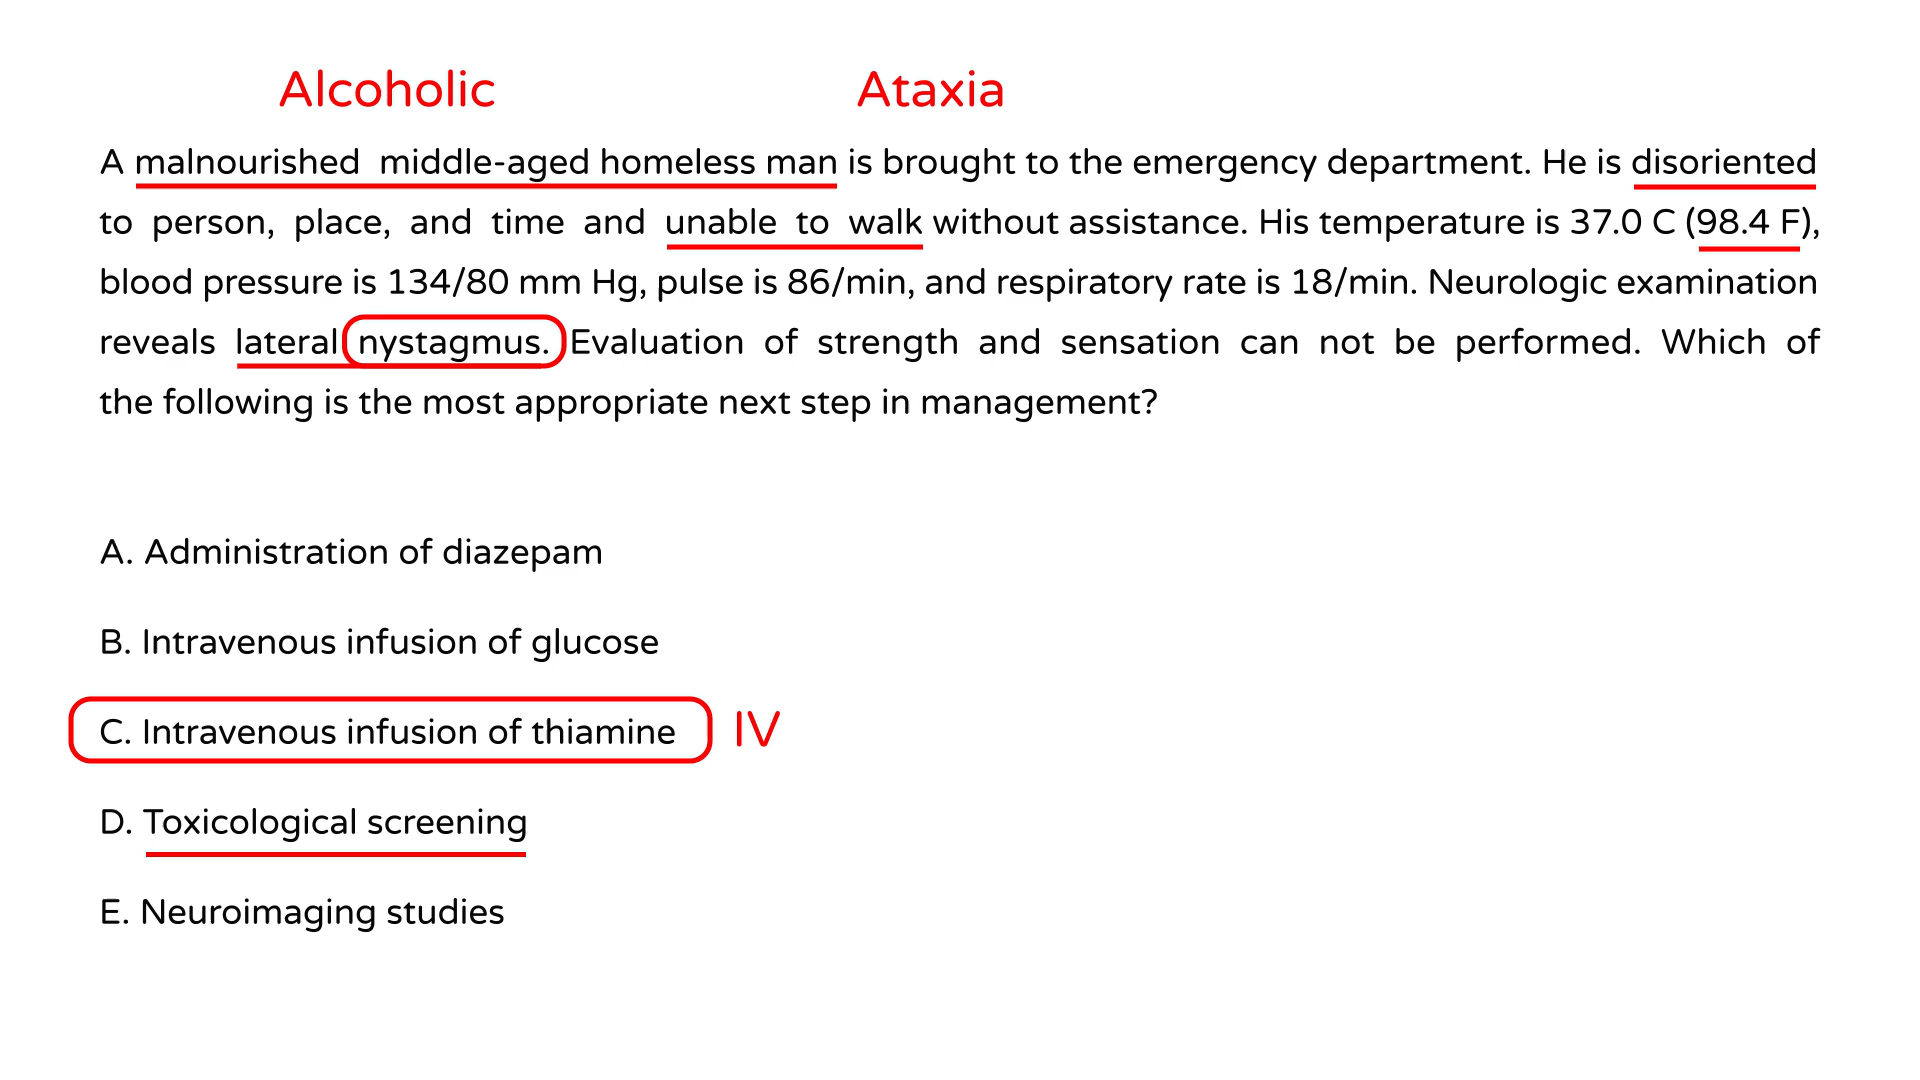 Alcoholic Ataxia
A malnourished middle-aged homeless man is brought to the emergency department. He is disoriented
to person, place, and time and unable to walk without assistance. His temperature is 37.0 C (98.4 F),
blood pressure is 134/80 mm Hg, pulse is 86/min, and respiratory rate is 18/min. Neurologic examination
reveals lateral nystagmus. Evaluation of strength and sensation can not be performed. Which of
the following is the most appropriate next step in management?
A. Administration of diazepam
B. Intravenous infusion of glucose
C. Intravenous infusion of thiamine IV
D. Toxicological screening
E. Neuroimaging studies